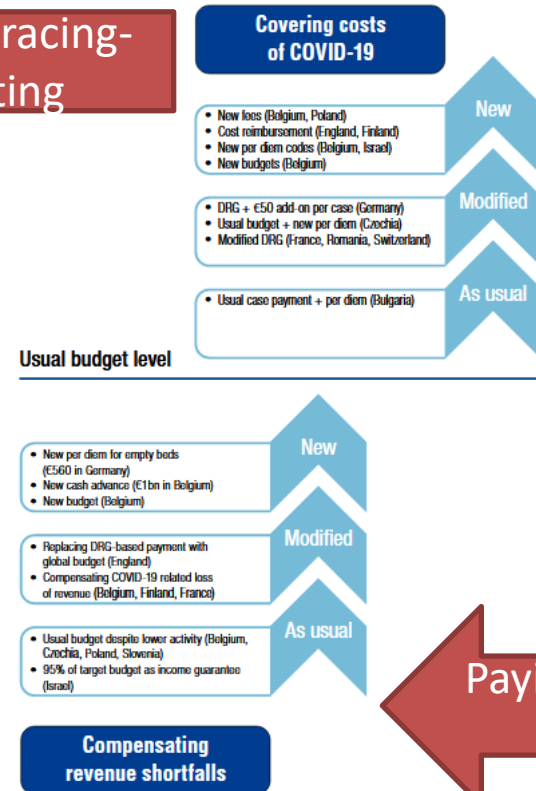 racing-
ting
Covering costs
of COVID-19
• New fees (Belgium, Poland)
• Cost reimbursement (England, Finland)
• New per diem codes (Belgium, Israel)
• New budgets (Belgium)
New
• DRG + €50 add-on per case (Germany)
• Usual budget + new per diem (Czechia)
• Modified DRG (France, Romania, Switzerland)
Modified
• Usual case payment + per diem (Bulgaria)
As usual
Usual budget level
• New per diem for empty beds
(€560 in Germany)
• New cash advance (€1bn in Belgium)
• New budget (Belgium)
New
• Replacing DRG-based payment with
global budget (England)
• Compensating COVID-19 related loss
of revenue (Belgium, Finland, France)
Modified
• Usual budget despite lower activity (Belgium,
Czechia, Poland, Slovenia)
• 95% of target budget as income guarantee
(Israel)
As usual
Payi
Compensating
revenue shortfalls